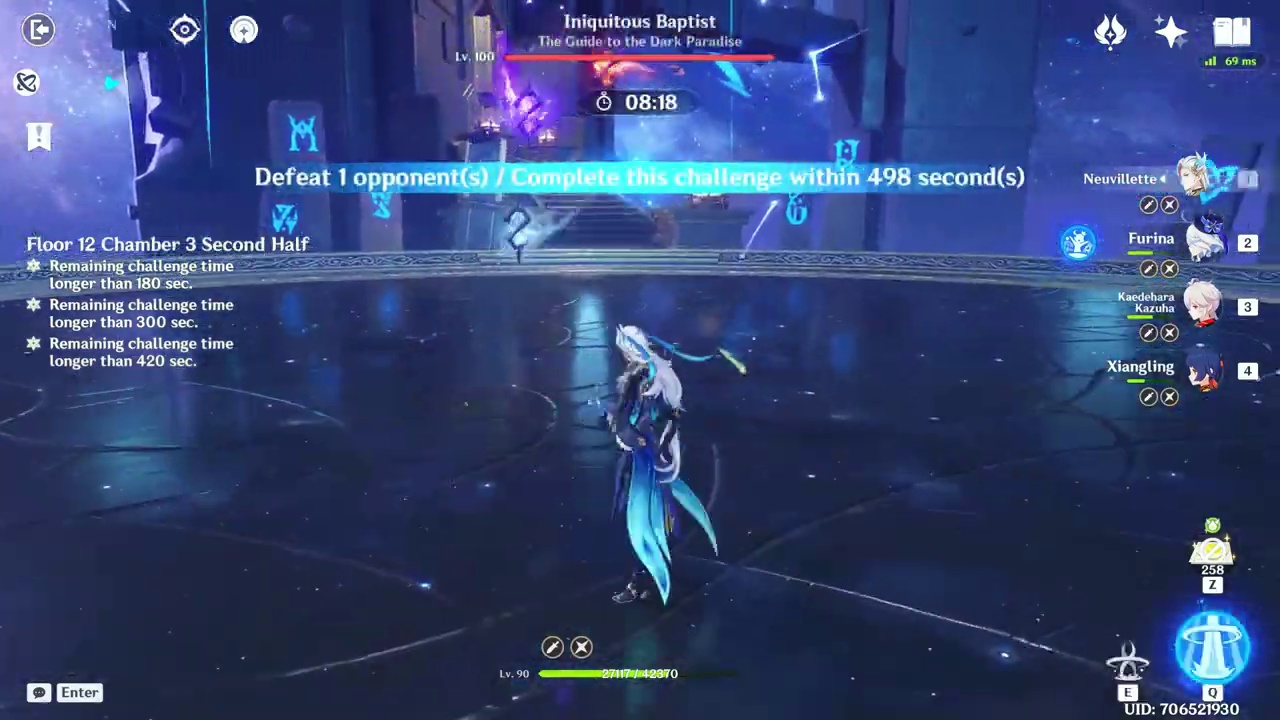 Iniquitous Baptist
The Guide to the Dark Paradise
Lv. 100
69 ms
08:18
Defeat 1 opponent(s) / Complete this challenge within 498 second(s)
Neuvillette
1
Floor 12 Chamber 3 Second Half
Remaining challenge time
longer than 180 sec.
Remaining challenge time
longer than 300 sec.
Remaining challenge time
longer than 420 sec.
Furina
2
Kaedehara
Kazuha
3
Xiangling
4
258
Z
Lv. 90
27117 / 42370
Enter
E
Q
UID: 706521930